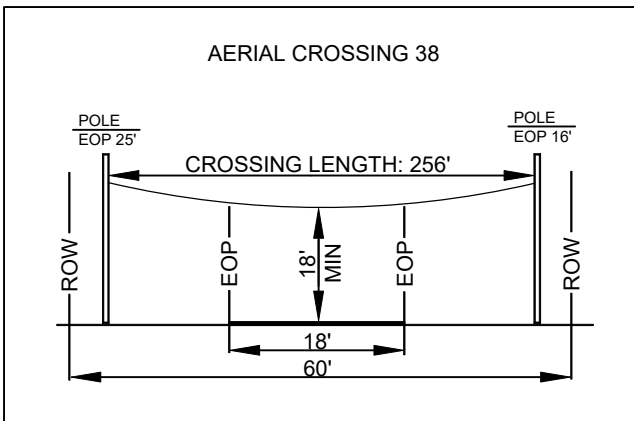 AERIAL CROSSING 38
POLE
EOP 25'
POLE
EOP 16'
CROSSING LENGTH: 256'
ROW
EOP
18'
MIN
EOP
ROW
18'
60'